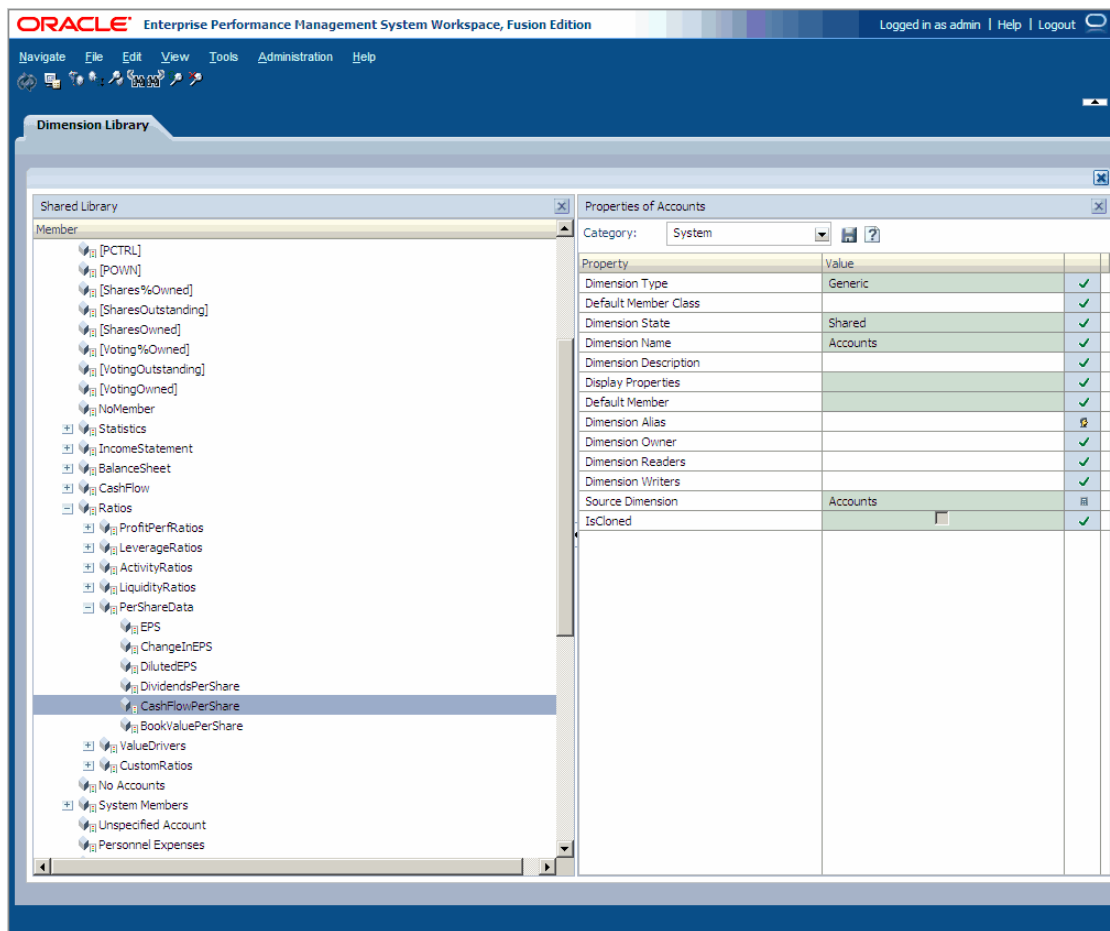 ORACLE Enterprise Performance Management System Workspace, Fusion Edition
Logged in as admin | Help | Logout
Navigate File Edit View Tools Administration Help
Dimension Library
Shared Library
Member
[PCTRL]
[POWN]
[Shares%Owned]
[SharesOutstanding]
[SharesOwned]
[Voting%Owned]
[VotingOutstanding]
[VotingOwned]
NoMember
Statistics
IncomeStatement
BalanceSheet
CashFlow
Ratios
ProfitPerfRatios
LeverageRatios
ActivityRatios
LiquidityRatios
PerShareData
EPS
ChangeInEPS
DilutedEPS
DividendsPerShare
CashFlowPerShare
BookValuePerShare
ValueDrivers
CustomRatios
No Accounts
System Members
Unspecified Account
Personnel Expenses
Properties of Accounts
Category: System
Property Value
Dimension Type Generic
Default Member Class
Dimension State Shared
Dimension Name Accounts
Dimension Description
Display Properties
Default Member
Dimension Alias
Dimension Owner
Dimension Readers
Dimension Writers
Source Dimension Accounts
IsCloned